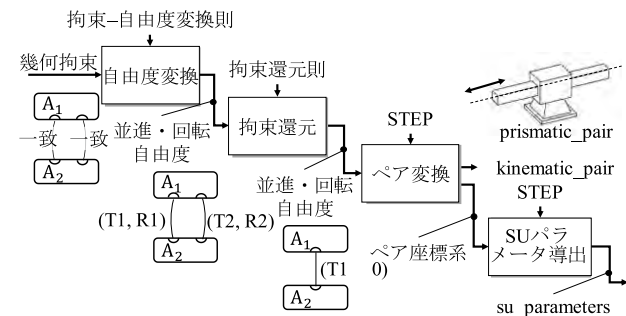 拘束–自由度変換則
幾何拘束
自由度変換
A1
一致 一致
A2
並進・回転
自由度
拘束還元則
拘束還元
A1
(T1, R1) (T2, R2)
A2
並進・回転
自由度
A1
(T1
0)
A2
STEP
ペア変換
prismatic_pair
kinematic_pair
ペア座標系
STEP
SUパラ
メータ導出
su_parameters